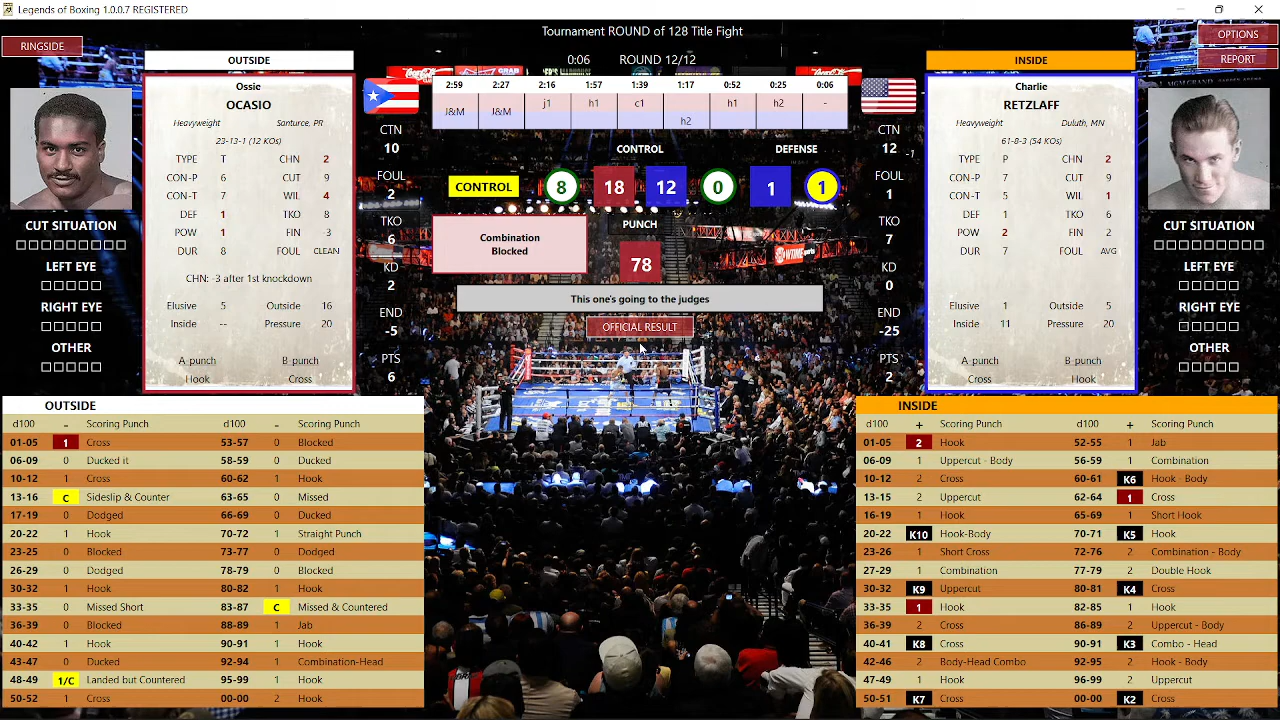 Legends of Boxing 1.0.0.7 REGISTERED
Tournament ROUND of 128 Title Fight
RINGSIDE
OPTIONS
REPORT
0:06 ROUND 12/12
OUTSIDE
Ossie
OCASIO
Heavyweight Santurce, PR
TYPE T CHN 2
CON-P 6 CUT 9
CON-T 5 WIL 4
DEF 1 TKO 8
POW 1 FIN -3
DUR FOUL CLEAN
CHN: 3 after 1st knockdown
Elusive 5 Outside 16
Inside -- Pressure 20
A-punch B-punch
Hook Cross
CUT SITUATION
LEFT EYE
RIGHT EYE
OTHER
CTN
10
FOUL
2
TKO
6
KD
2
END
-5
PTS
6
2:59 2:27 2:16 1:57 1:39 1:17 0:52 0:25 0:06
J&M J&M j1 h1 c1 h2 h1 h2 -
CONTROL DEFENSE
CONTROL 8 18 12 0 1 1
PUNCH
Combination
Blocked
78
This one's going to the judges
OFFICIAL RESULT
CTN
12 -1
FOUL
1
TKO
7
KD
0
END
-25
PTS
2
INSIDE
Charlie
RETZLAFF
Heavyweight Duluth, MN
61-8-3 (54 KOs)
TYPE P CHN 2
CON-P 7 CUT 9
CON-T 5 WIL 1
DEF 1 TKO
POW 2 FIN 2
DUR 7 FOUL AVG
Elusive 1 Outside 5
Inside 11 Pressure 20
A-punch B-punch
Cross Hook
CUT SITUATION
LEFT EYE
RIGHT EYE
OTHER
OUTSIDE
d100 - Scoring Punch d100 - Scoring Punch
01-05 1 Cross 53-57 0 Blocked
06-09 0 Ducked it 58-59 0 Ducked
10-12 1 Cross 60-62 1 Hook
13-16 C Sideslip & Counter 63-65 0 Missed
17-19 0 Dodged 66-69 0 Ducked
20-22 1 Hook 70-72 1 Straight Punch
23-25 0 Blocked 73-77 0 Dodged
26-29 0 Dodged 78-79 0 Blocked
30-32 1 Hook 80-82 1 Hook
33-35 0 Missed Short 83-87 C Missed & Countered
36-39 0 Blocked 88-89 1 Jab
40-42 1 Hook 90-91 1 Hook
43-47 0 Ducked 92-94 1 Combination-Head
48-49 1/C Landed & Countered 95-99 1 Hook
50-52 1 Cross 00-00 2 Hook
INSIDE
d100 + Scoring Punch d100 + Scoring Punch
01-05 2 Hook 52-55 1 Jab
06-09 1 Uppercut - Body 56-59 1 Combination
10-12 2 Cross 60-61 K6 Hook - Body
13-15 2 Uppercut 62-64 1 Cross
16-19 1 Hook 65-69 1 Short Hook
20-22 K10 Hook-Body 70-71 K5 Hook
23-26 1 Short Cross 72-76 2 Combination - Body
27-29 1 Combination 77-79 2 Double Hook
30-32 K9 Uppercut 80-81 K4 Cross
33-35 1 Hook 82-85 1 Hook
36-39 2 Cross 86-89 2 Uppercut - Body
40-41 K8 Cross 90-91 K3 Combo - Head
42-46 2 Body-Head Combo 92-95 2 Hook - Body
47-49 1 Hook 96-99 2 Uppercut
50-51 K7 Cross 00-00 K2 Cross